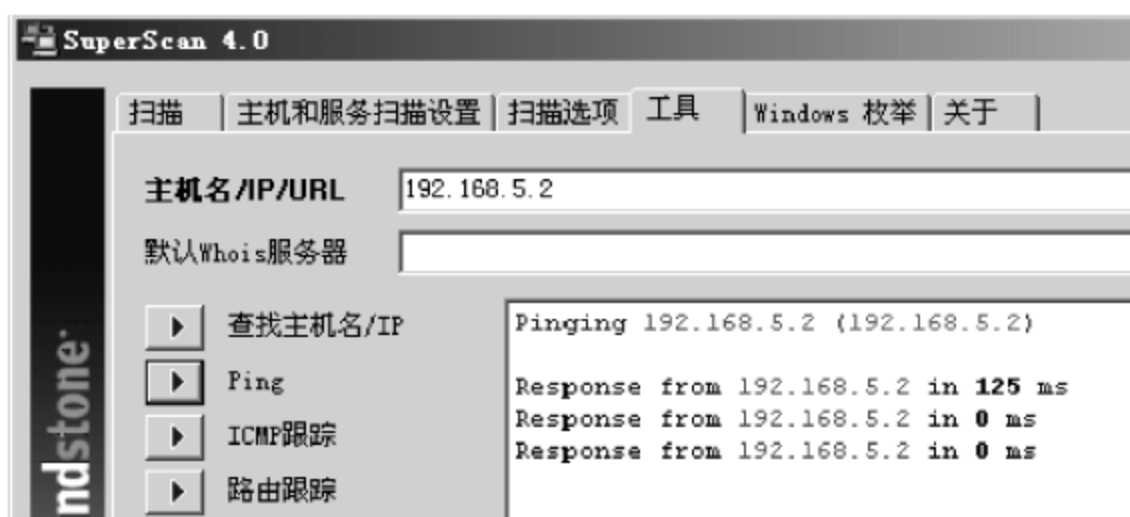 SuperScan 4.0
扫描 主机和服务扫描设置 扫描选项 工具 Windows 枚举 关于
主机名/IP/URL 192.168.5.2
默认Whois服务器
查找主机名/IP
Ping
ICMP跟踪
路由跟踪
Pinging 192.168.5.2 (192.168.5.2)
Response from 192.168.5.2 in 125 ms
Response from 192.168.5.2 in 0 ms
Response from 192.168.5.2 in 0 ms
ndstone